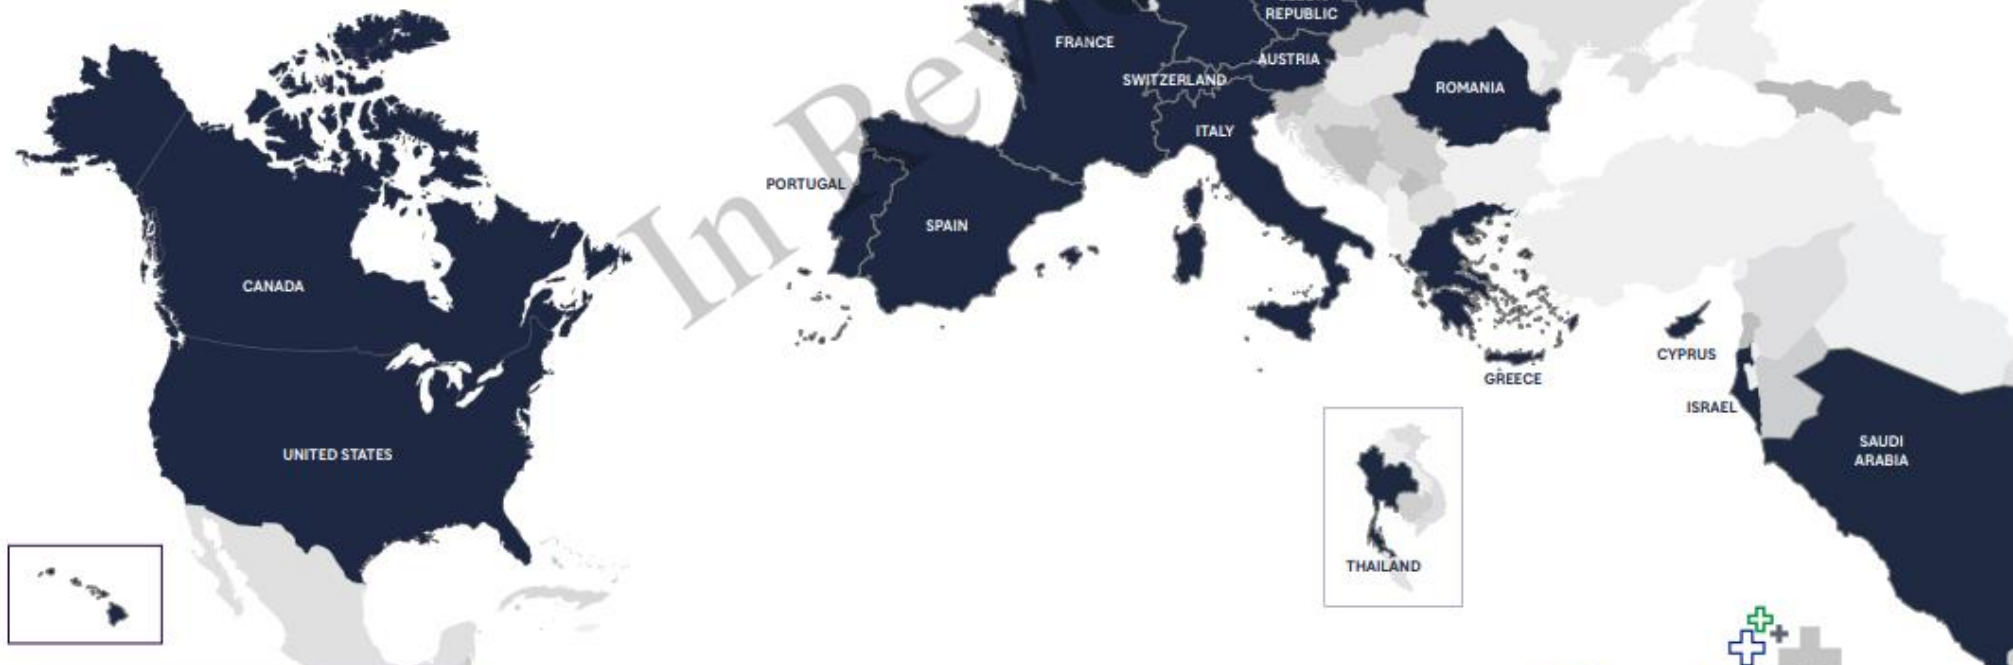 REPUBLIC
FRANCE
AUSTRIA
SWITZERLAND
ROMANIA
ITALY
PORTUGAL
SPAIN
CANADA
CYPRUS
GREECE
ISRAEL
UNITED STATES
SAUDI
ARABIA
THAILAND
In Rev